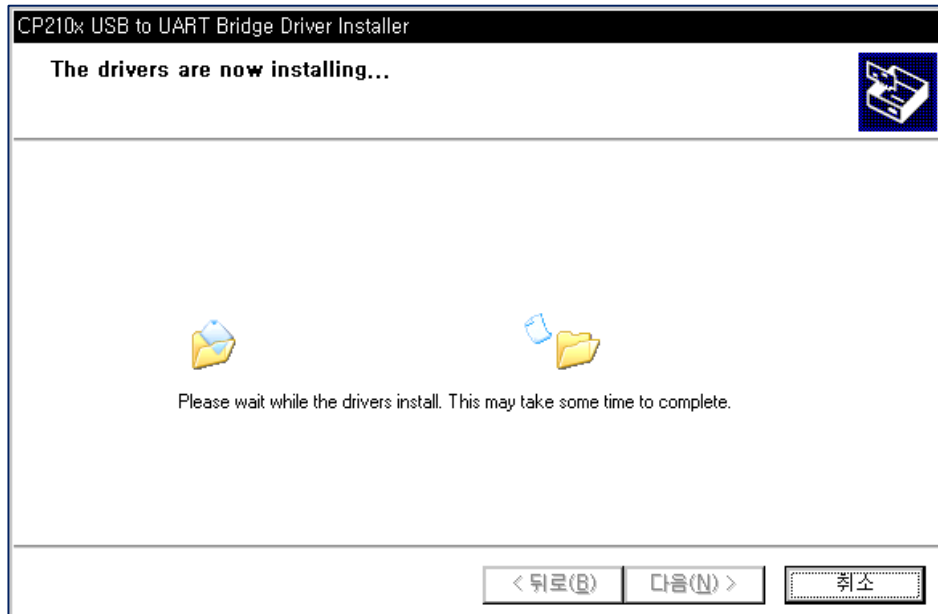 CP210x USB to UART Bridge Driver Installer
The drivers are now installing...
Please wait while the drivers install. This may take some time to complete.
< 뒤로(B)
다음(N) >
취소